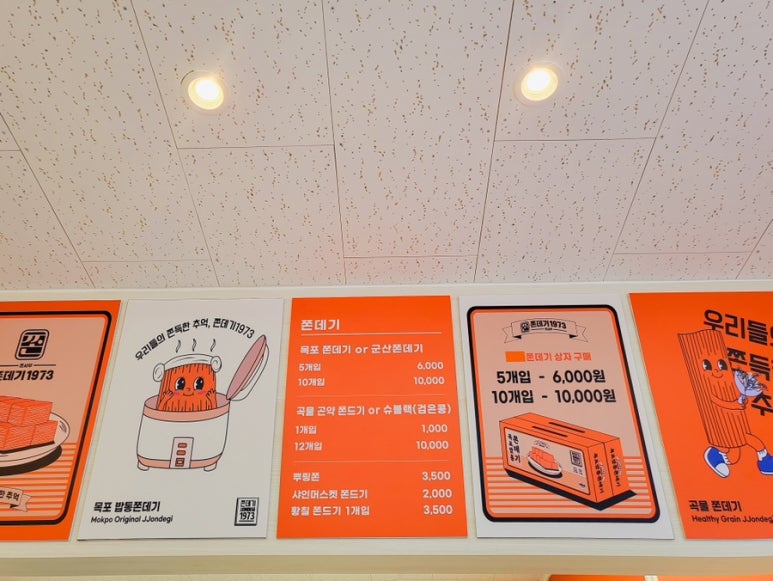 쫀데기1973
한 추억
우리들의 쫀득한 추억, 쫀데기1973
목포 밥통쫀데기
Mokpo Original JJondegi
쫀데기
JJONDEGI
1973
쫀데기
목포 쫀데기 or 군산쫀데기
5개입 6,000
10개입 10,000
곡물 곤약 쫀드기 or 슈블랙(검은콩)
1개입 1,000
12개입 10,000
뿌링쫀 3,500
샤인머스켓 쫀드기 2,000
황칠 쫀드기 1개입 3,500
쫀데기1973
쫀데기 상자 구매
5개입 - 6,000원
10개입 - 10,000원
우리들의
쫀득한
추
곡물 쫀데기
Healthy Grain JJondegi